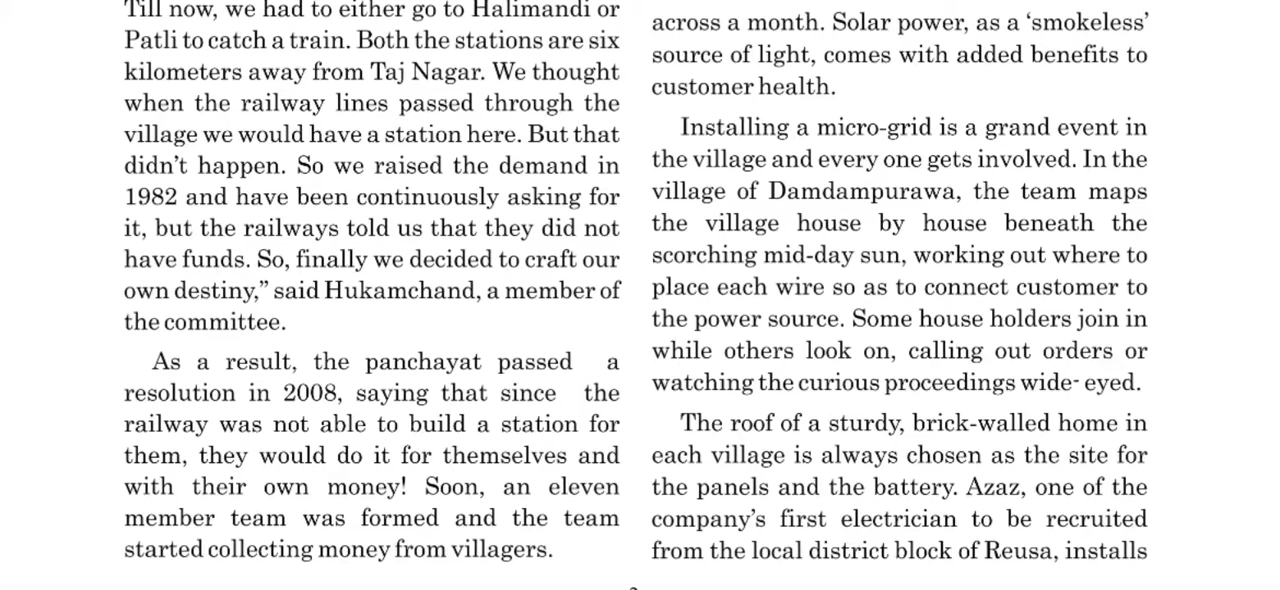 Till now, we had to either go to Halimandi or
Patli to catch a train. Both the stations are six
kilometers away from Taj Nagar. We thought
when the railway lines passed through the
village we would have a station here. But that
didn’t happen. So we raised the demand in
1982 and have been continuously asking for
it, but the railways told us that they did not
have funds. So, finally we decided to craft our
own destiny,” said Hukamchand, a member of
the committee.
As a result, the panchayat passed a
resolution in 2008, saying that since the
railway was not able to build a station for
them, they would do it for themselves and
with their own money! Soon, an eleven
member team was formed and the team
started collecting money from villagers.
across a month. Solar power, as a ‘smokeless’
source of light, comes with added benefits to
customer health.
Installing a micro-grid is a grand event in
the village and every one gets involved. In the
village of Damdampurawa, the team maps
the village house by house beneath the
scorching mid-day sun, working out where to
place each wire so as to connect customer to
the power source. Some house holders join in
while others look on, calling out orders or
watching the curious proceedings wide- eyed.
The roof of a sturdy, brick-walled home in
each village is always chosen as the site for
the panels and the battery. Azaz, one of the
company’s first electrician to be recruited
from the local district block of Reusa, installs